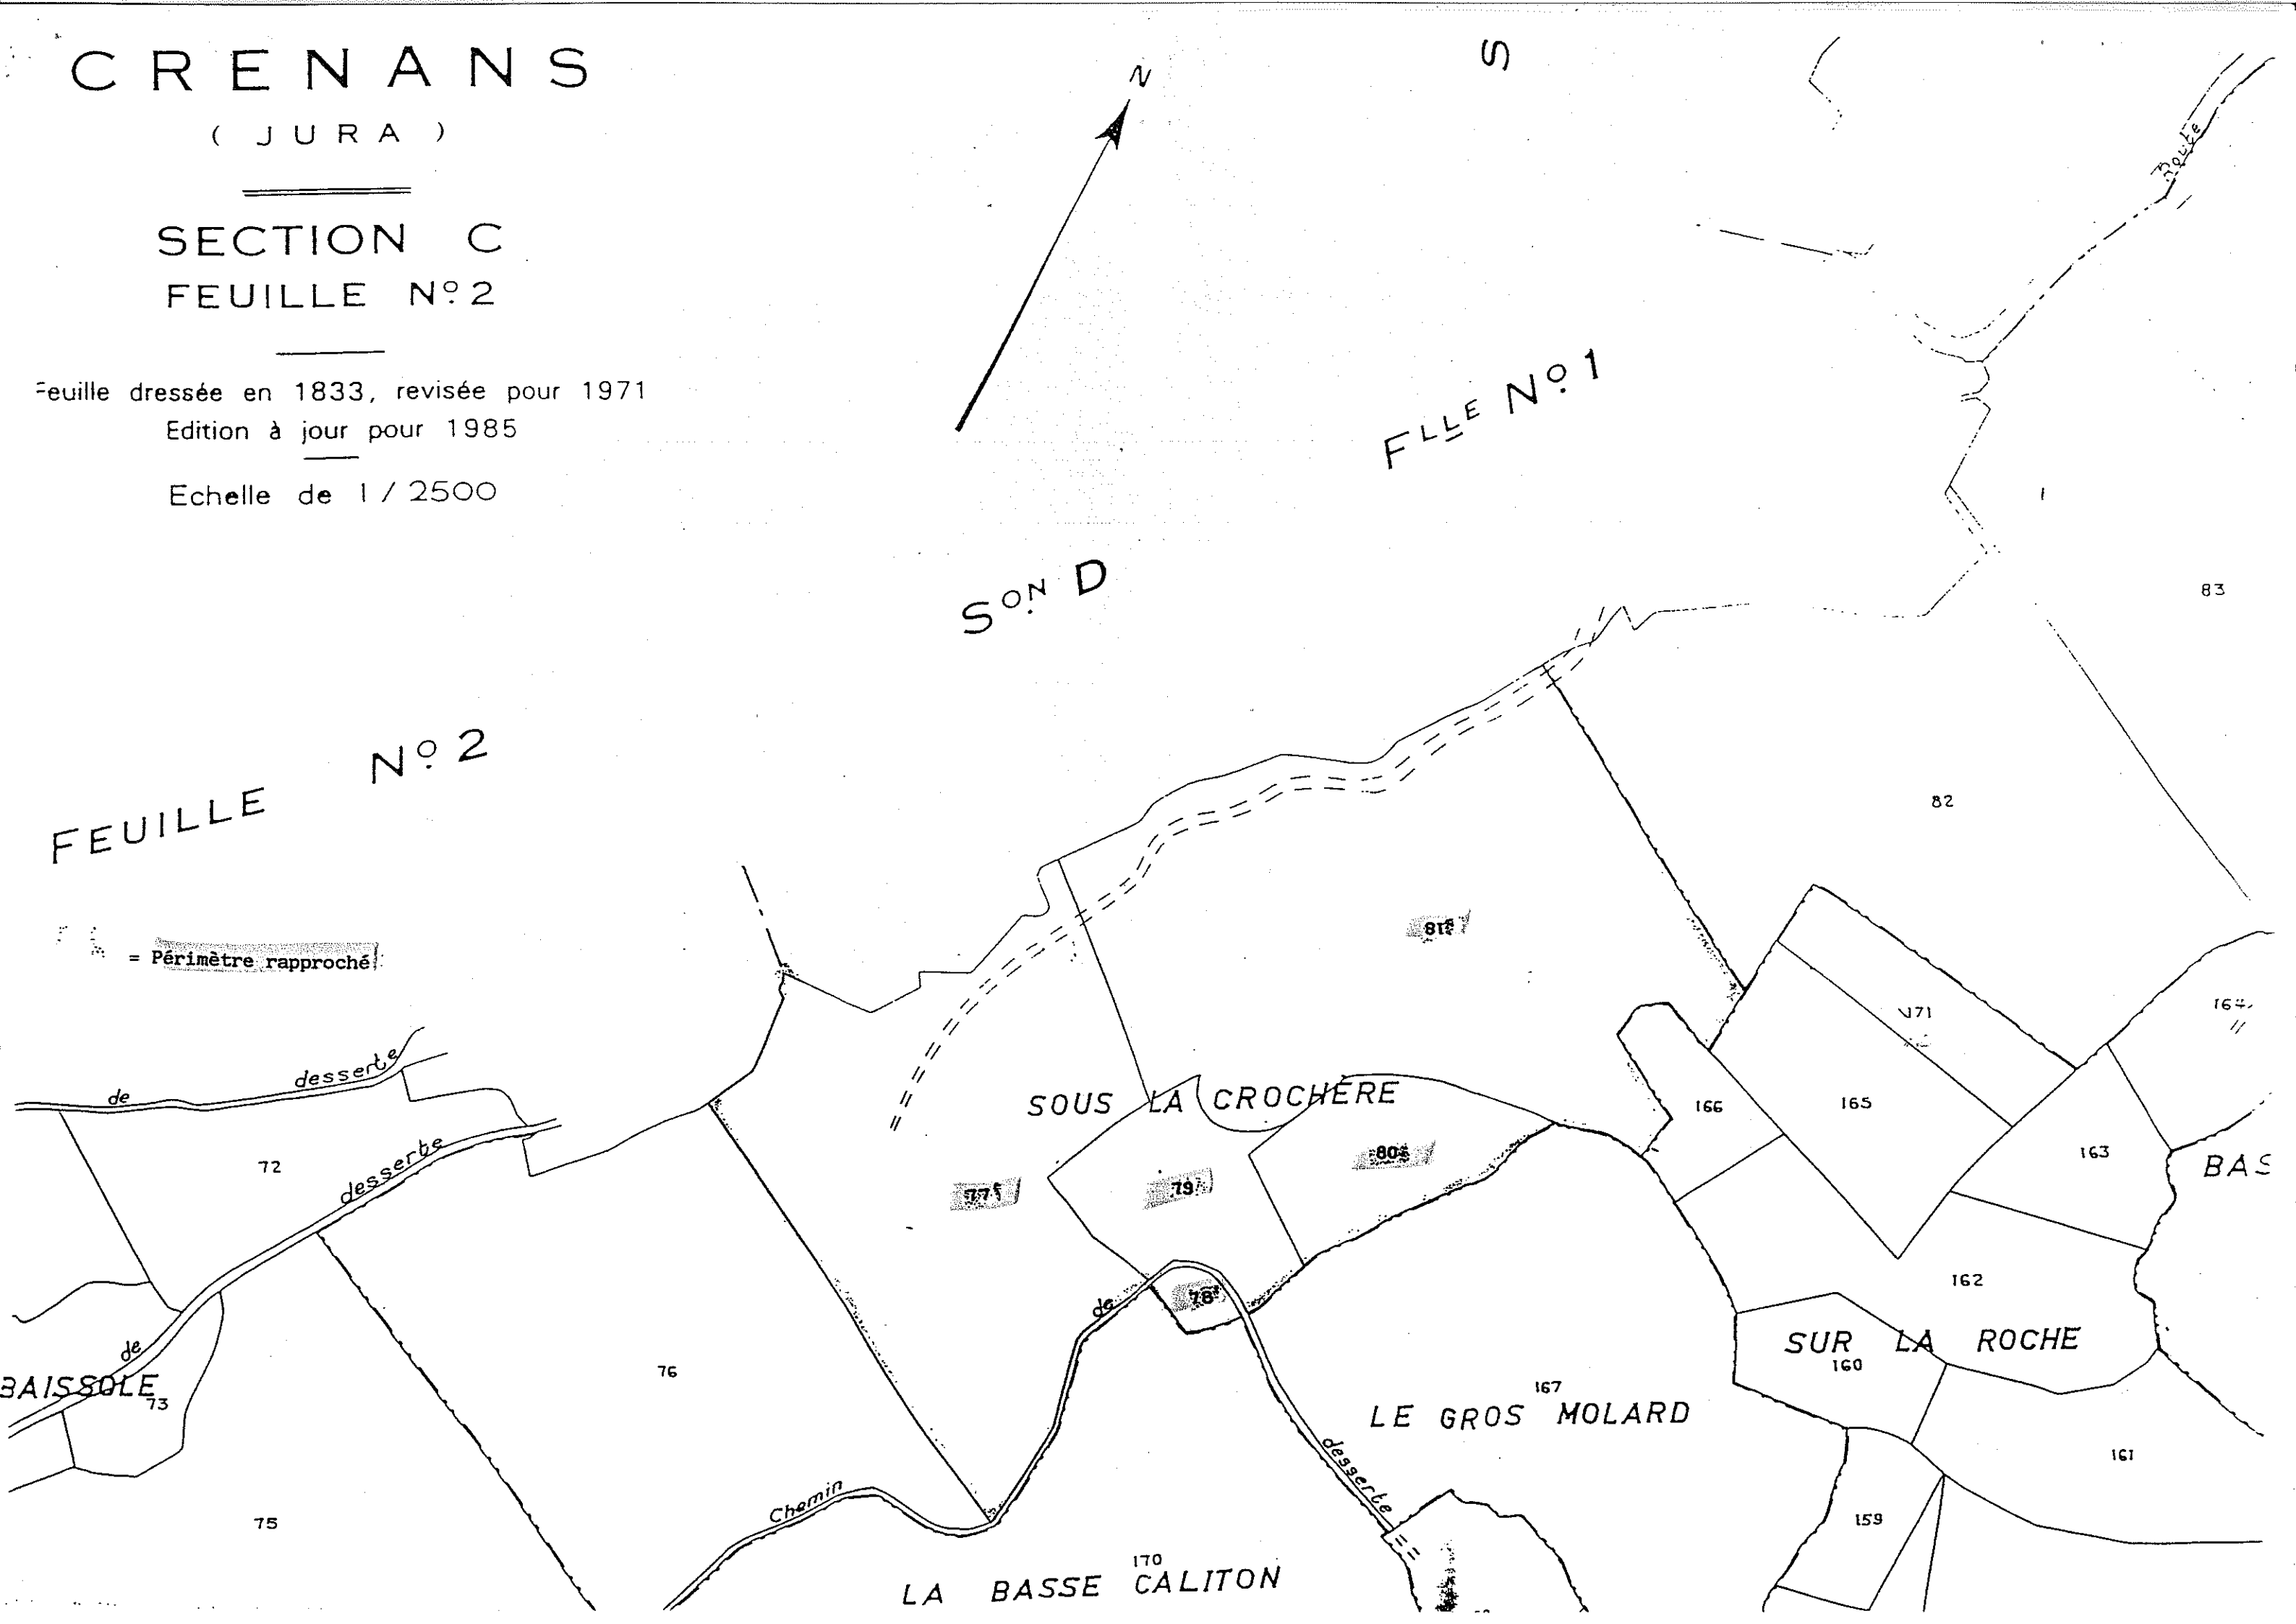 CRENANS
( JURA )
SECTION C
FEUILLE Nº 2
Feuille dressée en 1833, revisée pour 1971
Edition à jour pour 1985
Echelle de 1 / 2500
N
S
Route
Flle Nº 1
Son D
83
FEUILLE Nº 2
82
81
= Périmètre rapproché
171
164
de desserte
SOUS LA CROCHÈRE
166
165
72
desserte
80
163
BAS
77
79
78
de
162
de
SUR LA ROCHE
160
76
BAISSOLE
73
167
LE GROS MOLARD
161
desserte
Chemin
75
159
170
LA BASSE CALITON